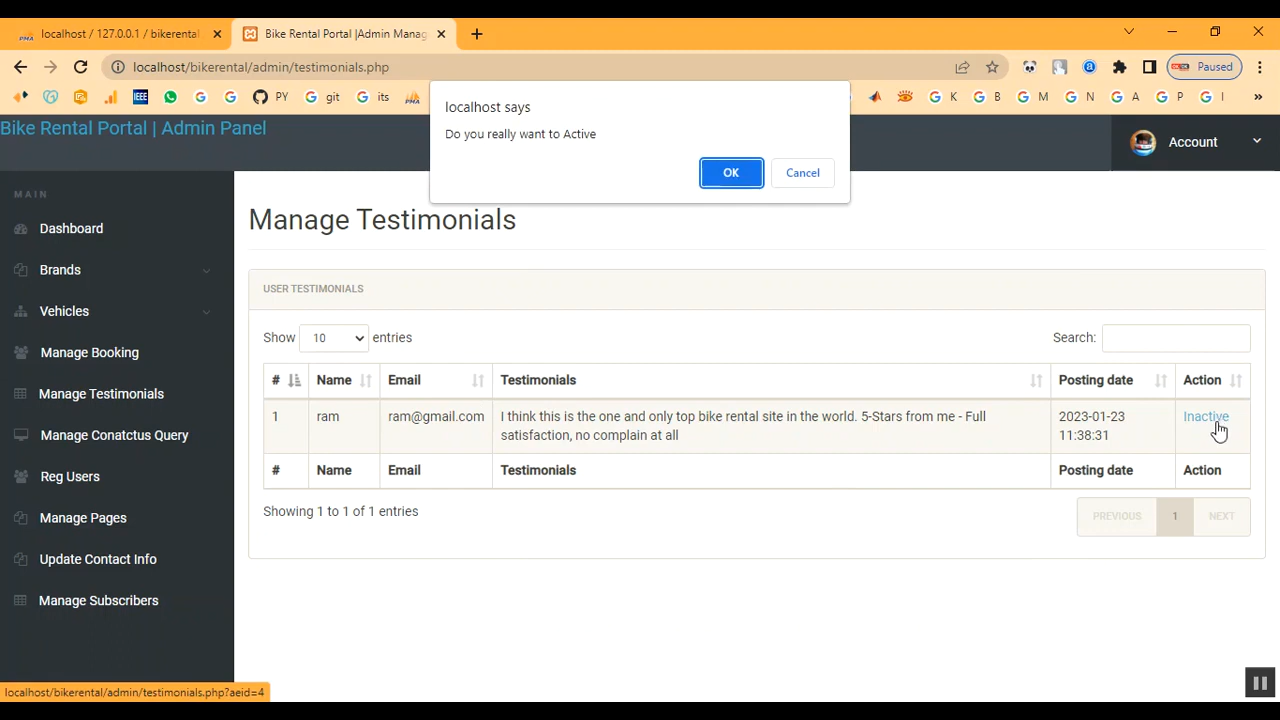 localhost / 127.0.0.1 / bikerental
Bike Rental Portal |Admin Manag
localhost/bikerental/admin/testimonials.php
Paused
IEEE
PY
git
its
K
B
M
N
A
P
I
»
localhost says
Do you really want to Active
OK
Cancel
Bike Rental Portal | Admin Panel
Account
MAIN
Dashboard
Brands
Vehicles
Manage Booking
Manage Testimonials
Manage Conatctus Query
Reg Users
Manage Pages
Update Contact Info
Manage Subscribers
Manage Testimonials
USER TESTIMONIALS
Show 10 entries
Search:
# Name Email Testimonials Posting date Action
1 ram ram@gmail.com I think this is the one and only top bike rental site in the world. 5-Stars from me - Full 2023-01-23 Inactive
satisfaction, no complain at all 11:38:31
# Name Email Testimonials Posting date Action
Showing 1 to 1 of 1 entries
PREVIOUS 1 NEXT
localhost/bikerental/admin/testimonials.php?aeid=4